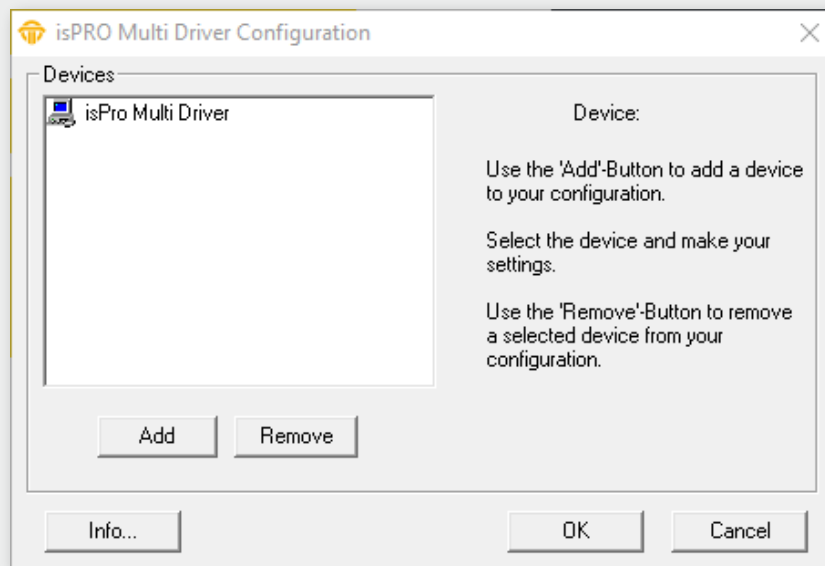 isPRO Multi Driver Configuration
Devices
isPro Multi Driver
Device:
Use the 'Add'-Button to add a device
to your configuration.
Select the device and make your
settings.
Use the 'Remove'-Button to remove
a selected device from your
configuration.
Add
Remove
Info...
OK
Cancel